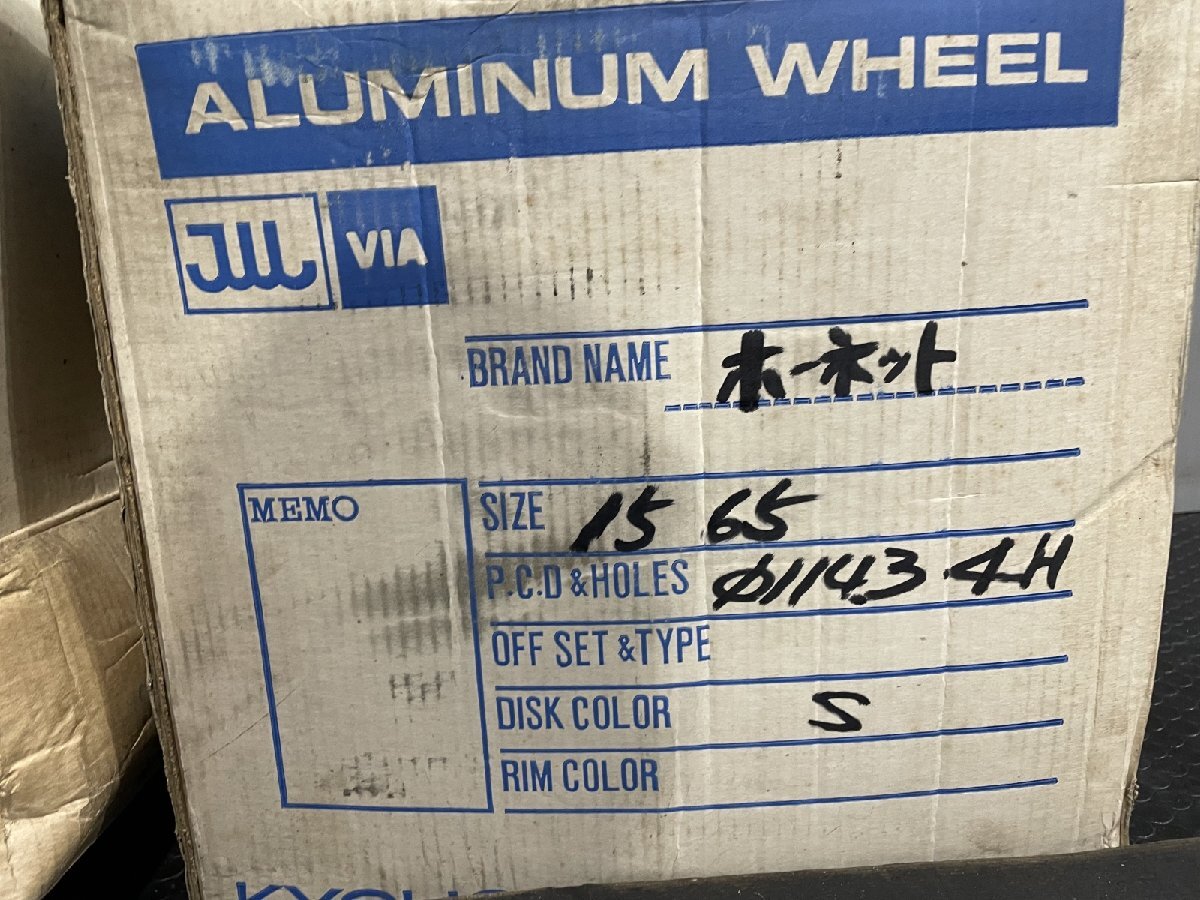 ALUMINUM WHEEL
JWL VIA
BRAND NAME ホーネット
MEMO
SIZE 15 65
P.C.D & HOLES φ114.3 4H
OFF SET & TYPE
DISK COLOR S
RIM COLOR